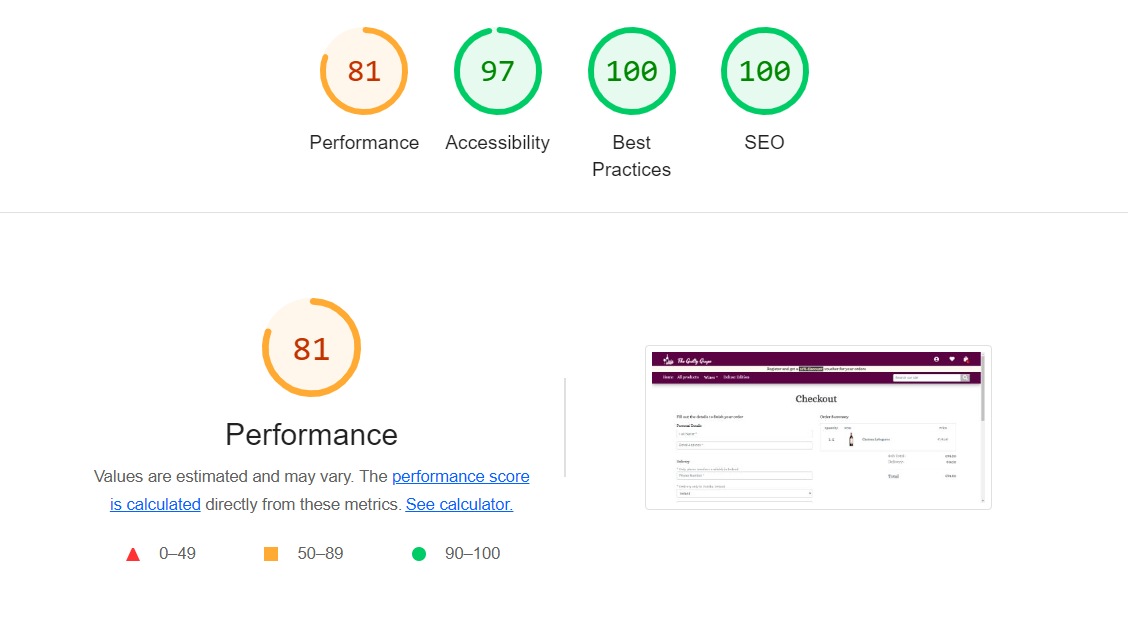 81
97
100
100
Performance
Accessibility
Best
Practices
SEO
81
Performance
Values are estimated and may vary. The performance score
is calculated directly from these metrics. See calculator.
0–49
50–89
90–100
The Guilty Grape
Register and get a discount voucher for your orders
Home All products Wines
Checkout
Fill out the details to finish your order
Order Summary
Personal Details
Delivery
Total